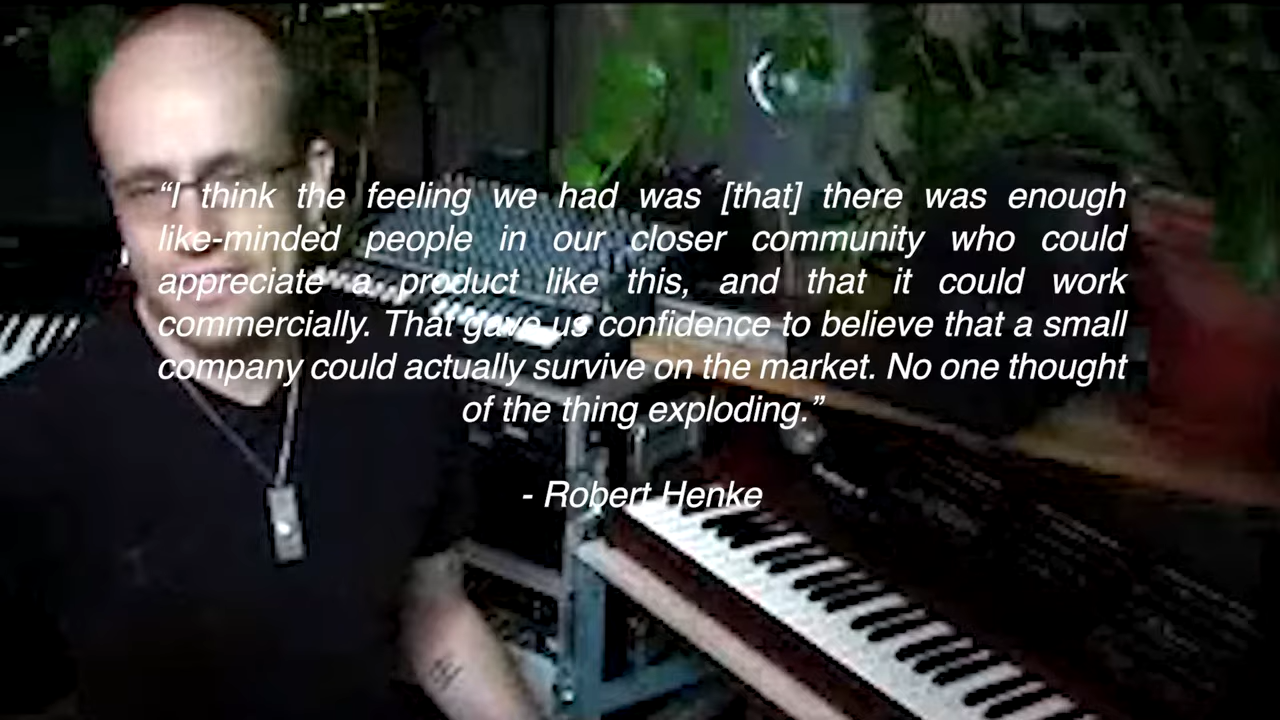 “I think the feeling we had was [that] there was enough
like-minded people in our closer community who could
appreciate a product like this, and that it could work
commercially. That gave us confidence to believe that a small
company could actually survive on the market. No one thought
of the thing exploding.”
- Robert Henke